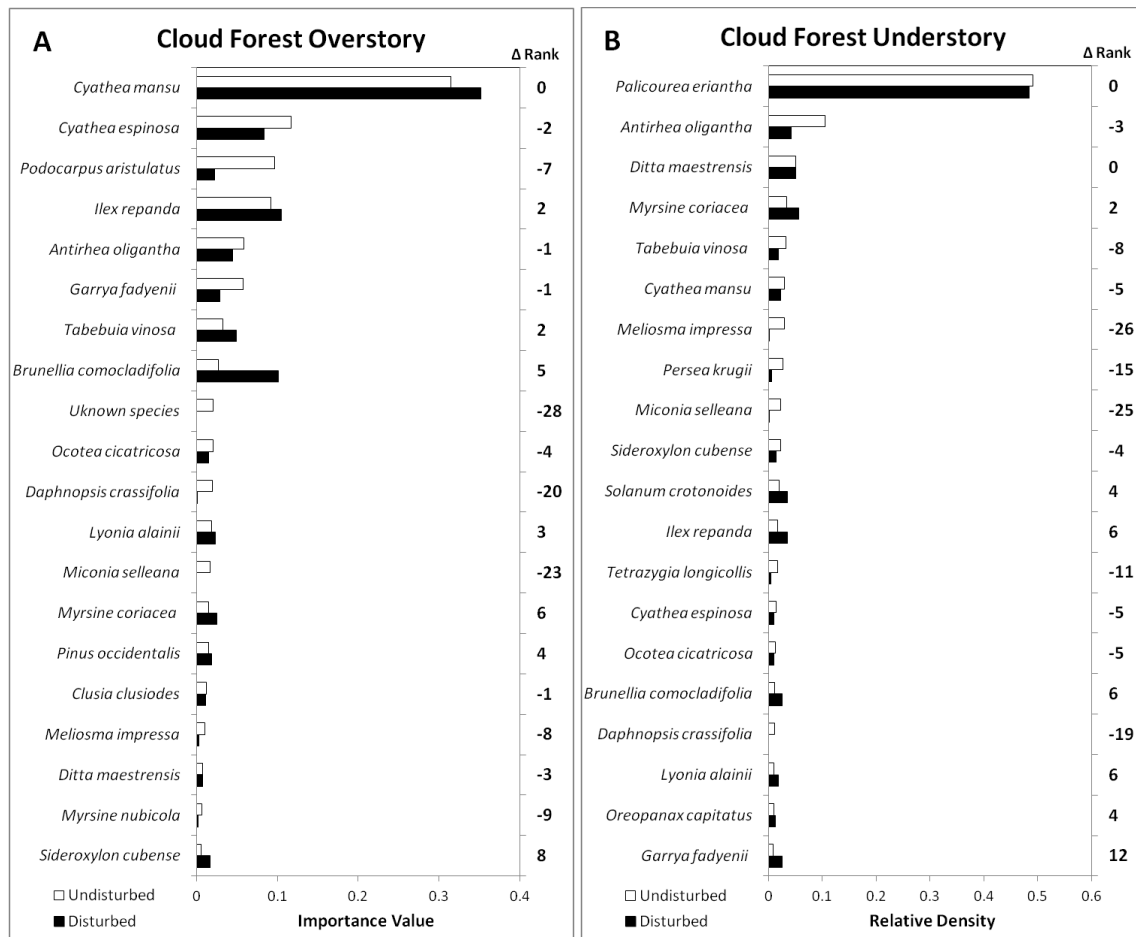 A
Cloud Forest Overstory
Δ Rank
Cyathea mansu 0
Cyathea espinosa -2
Podocarpus aristulatus -7
Ilex repanda 2
Antirhea oligantha -1
Garrya fadyenii -1
Tabebuia vinosa 2
Brunellia comocladifolia 5
Uknown species -28
Ocotea cicatricosa -4
Daphnopsis crassifolia -20
Lyonia alainii 3
Miconia selleana -23
Myrsine coriacea 6
Pinus occidentalis 4
Clusia clusiodes -1
Meliosma impressa -8
Ditta maestrensis -3
Myrsine nubicola -9
Sideroxylon cubense 8
0 0.1 0.2 0.3 0.4
Undisturbed
Disturbed
Importance Value
B
Cloud Forest Understory
Δ Rank
Palicourea eriantha 0
Antirhea oligantha -3
Ditta maestrensis 0
Myrsine coriacea 2
Tabebuia vinosa -8
Cyathea mansu -5
Meliosma impressa -26
Persea krugii -15
Miconia selleana -25
Sideroxylon cubense -4
Solanum crotonoides 4
Ilex repanda 6
Tetrazygia longicollis -11
Cyathea espinosa -5
Ocotea cicatricosa -5
Brunellia comocladifolia 6
Daphnopsis crassifolia -19
Lyonia alainii 6
Oreopanax capitatus 4
Garrya fadyenii 12
0 0.1 0.2 0.3 0.4 0.5 0.6
Undisturbed
Disturbed
Relative Density